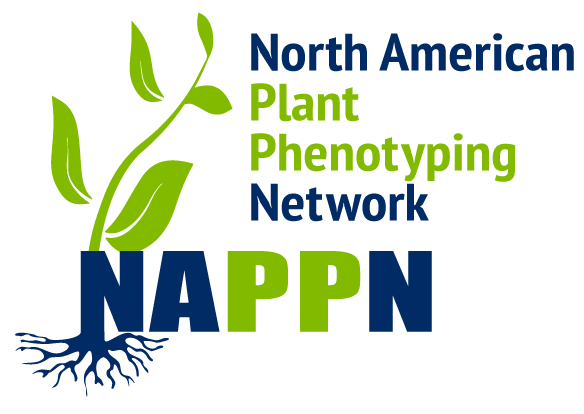 North American
Plant
Phenotyping
Network
NAPPN